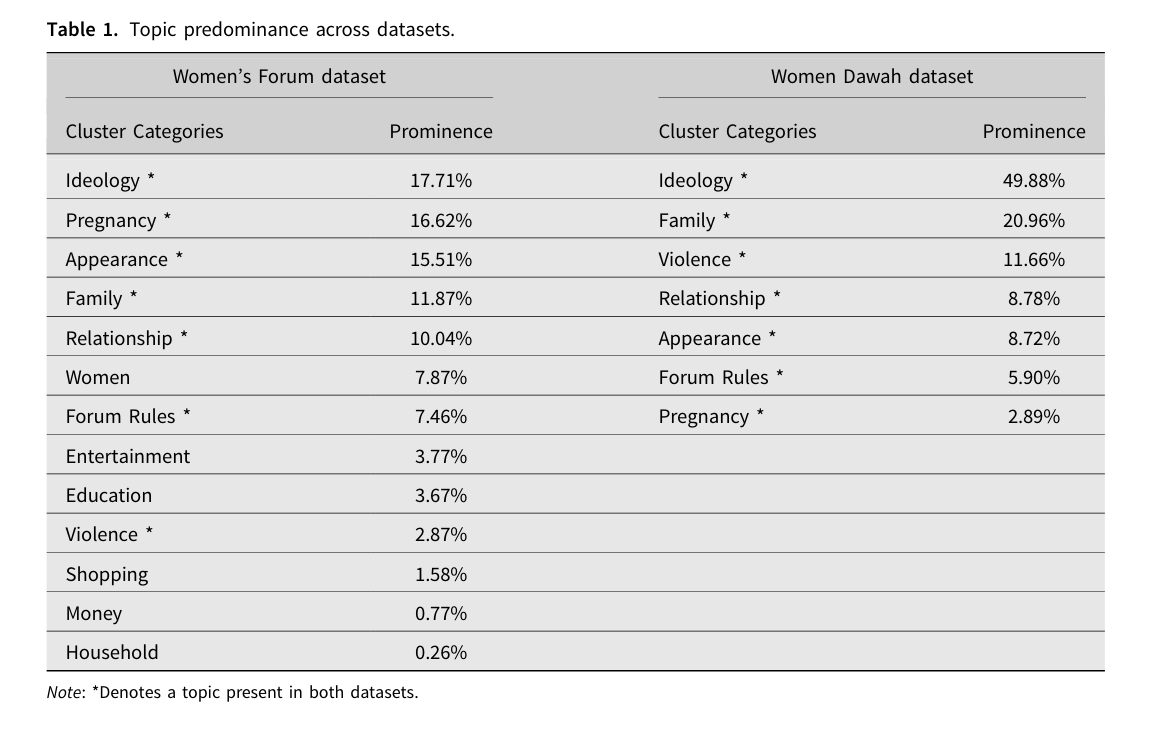 Table 1. Topic predominance across datasets.
Women’s Forum dataset Women Dawah dataset
Cluster Categories Prominence Cluster Categories Prominence
Ideology * 17.71% Ideology * 49.88%
Pregnancy * 16.62% Family * 20.96%
Appearance * 15.51% Violence * 11.66%
Family * 11.87% Relationship * 8.78%
Relationship * 10.04% Appearance * 8.72%
Women 7.87% Forum Rules * 5.90%
Forum Rules * 7.46% Pregnancy * 2.89%
Entertainment 3.77%
Education 3.67%
Violence * 2.87%
Shopping 1.58%
Money 0.77%
Household 0.26%
Note: *Denotes a topic present in both datasets.